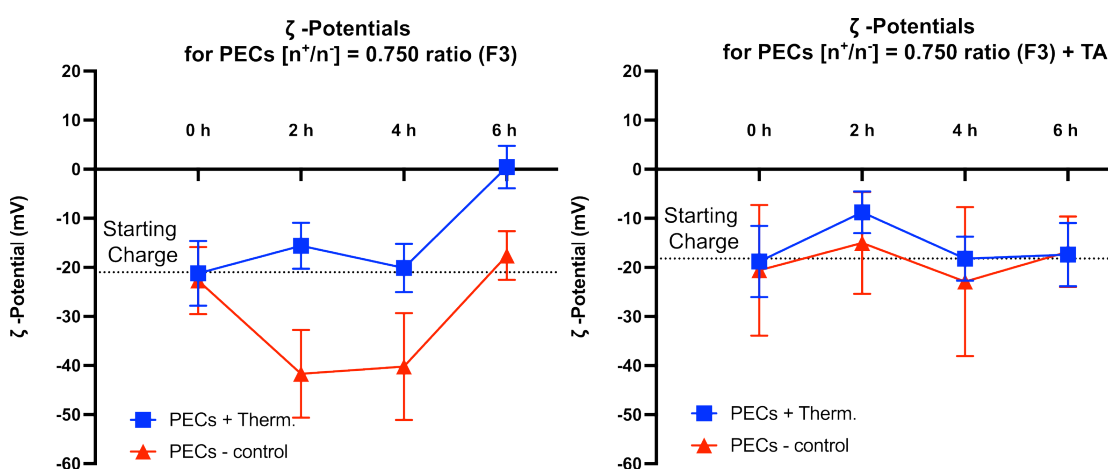 ζ -Potentials
for PECs [n⁺/n⁻] = 0.750 ratio (F3)
20
10
0
-10
-20
-30
-40
-50
-60
ζ -Potential (mV)
0 h
2 h
4 h
6 h
Starting
Charge
PECs + Therm.
PECs - control
ζ -Potentials
for PECs [n⁺/n⁻] = 0.750 ratio (F3) + TA
20
10
0
-10
-20
-30
-40
-50
-60
ζ -Potential (mV)
0 h
2 h
4 h
6 h
Starting
Charge
PECs + Therm.
PECs - control